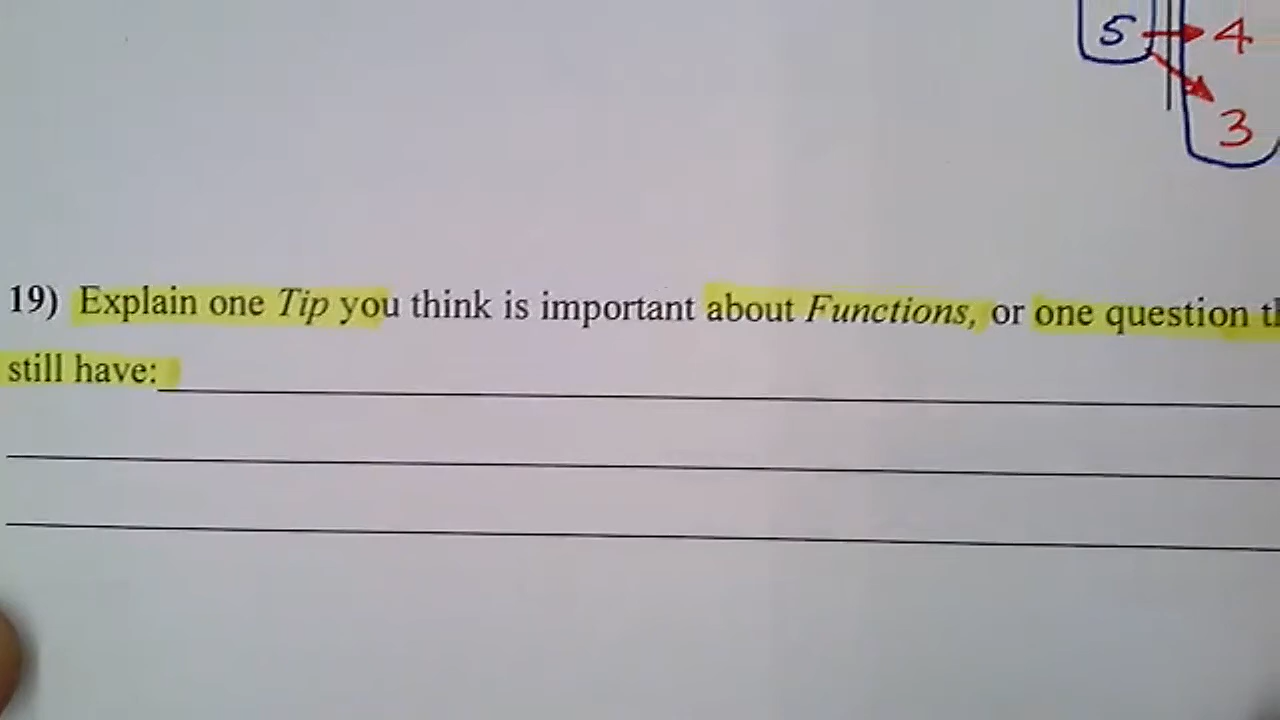 5 4
3
19) Explain one Tip you think is important about Functions, or one question
still have: